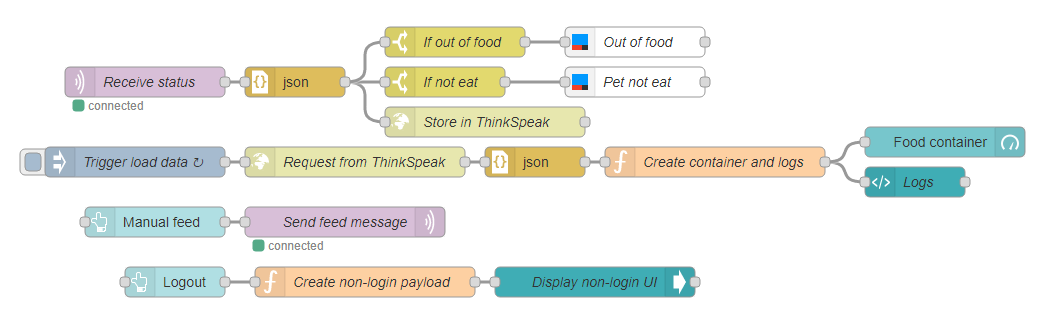 If out of food
Out of food
Receive status
json
If not eat
Pet not eat
connected
Store in ThinkSpeak
Trigger load data ↻
Request from ThinkSpeak
json
Create container and logs
Food container
Logs
Manual feed
Send feed message
connected
Logout
Create non-login payload
Display non-login UI